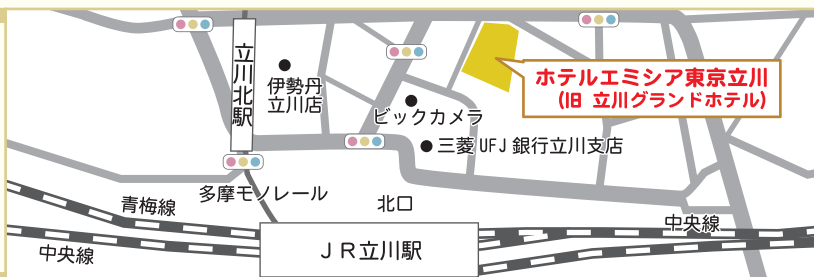 立川北駅
伊勢丹
立川店
ビックカメラ
ホテルエミシア東京立川
(旧 立川グランドホテル)
三菱UFJ銀行立川支店
多摩モノレール
北口
青梅線
中央線
JR立川駅
中央線